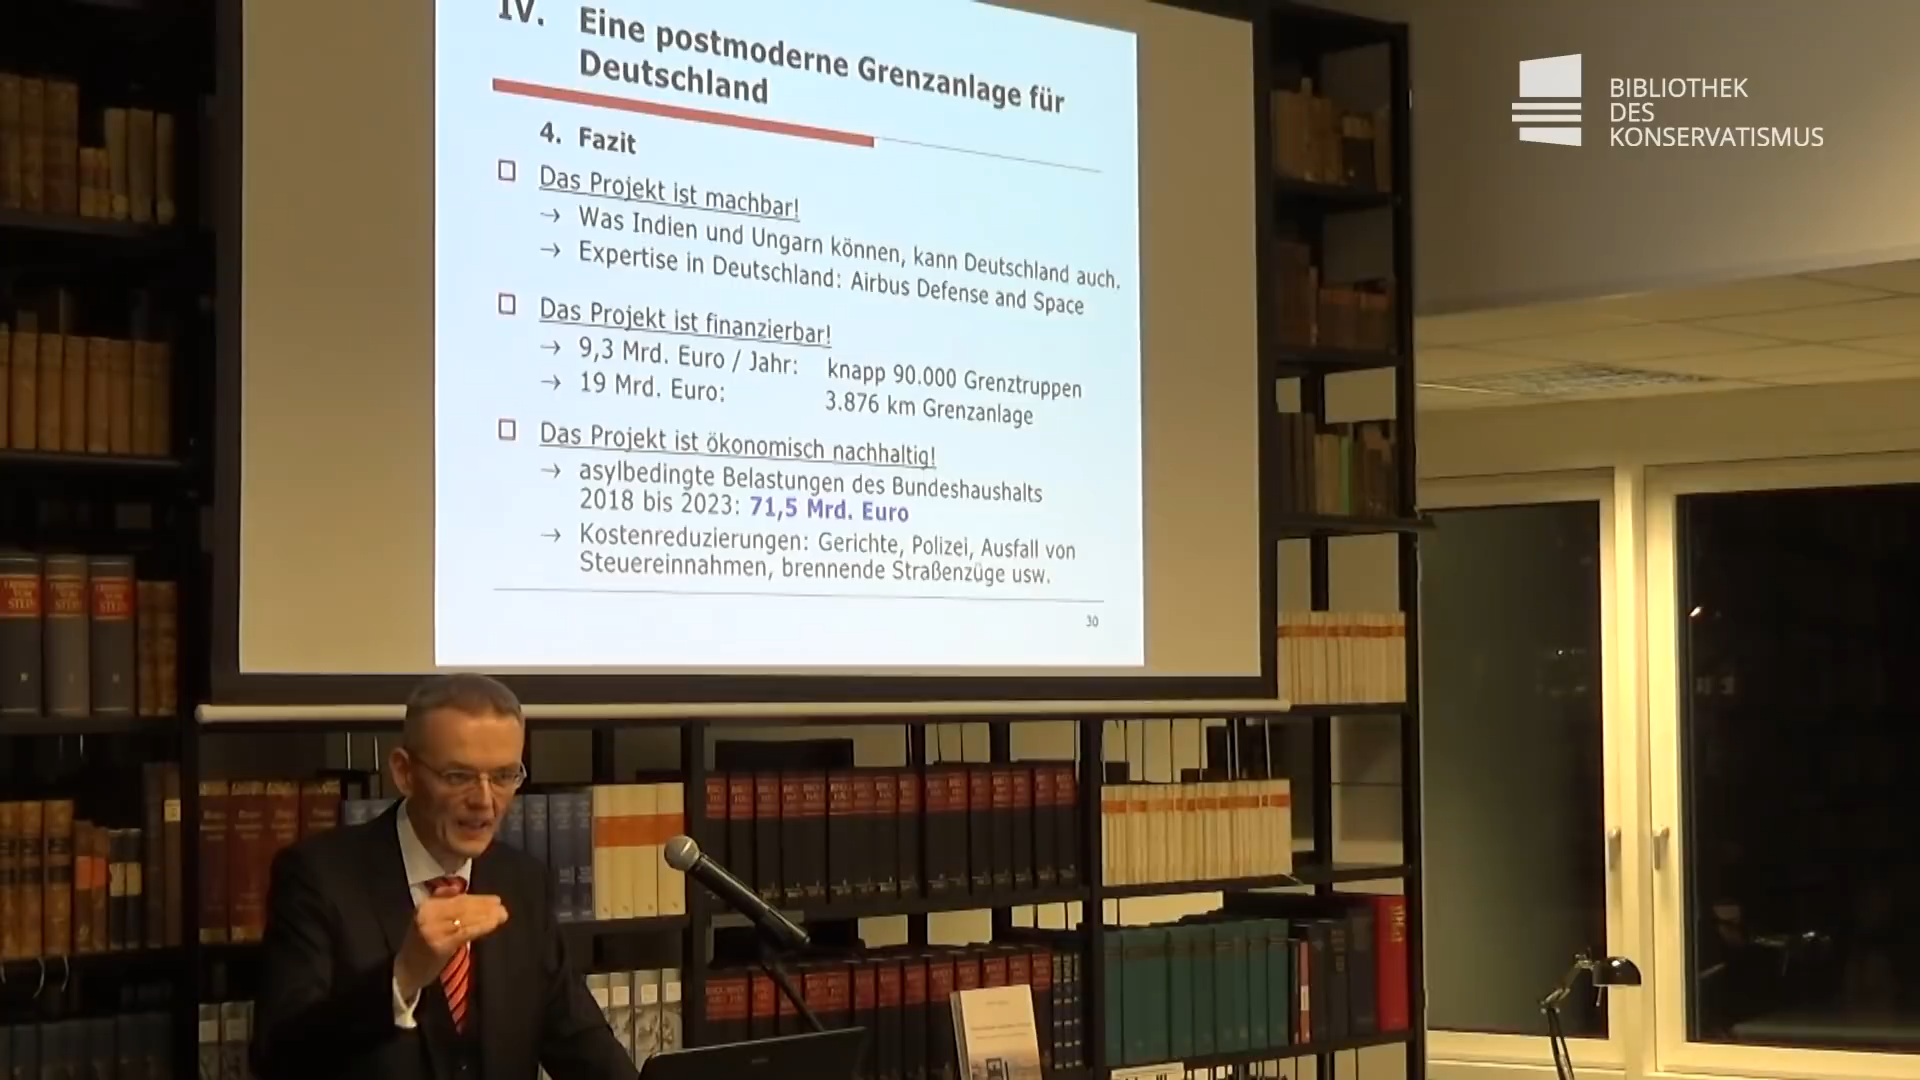 IV. Eine postmoderne Grenzanlage für
Deutschland
4. Fazit
Das Projekt ist machbar!
→ Was Indien und Ungarn können, kann Deutschland auch.
→ Expertise in Deutschland: Airbus Defense and Space
Das Projekt ist finanzierbar!
→ 9,3 Mrd. Euro / Jahr: knapp 90.000 Grenztruppen
→ 19 Mrd. Euro: 3.876 km Grenzanlage
Das Projekt ist ökonomisch nachhaltig!
→ asylbedingte Belastungen des Bundeshaushalts
2018 bis 2023: 71,5 Mrd. Euro
→ Kostenreduzierungen: Gerichte, Polizei, Ausfall von
Steuereinnahmen, brennende Straßenzüge usw.
30
BIBLIOTHEK
DES
KONSERVATISMUS